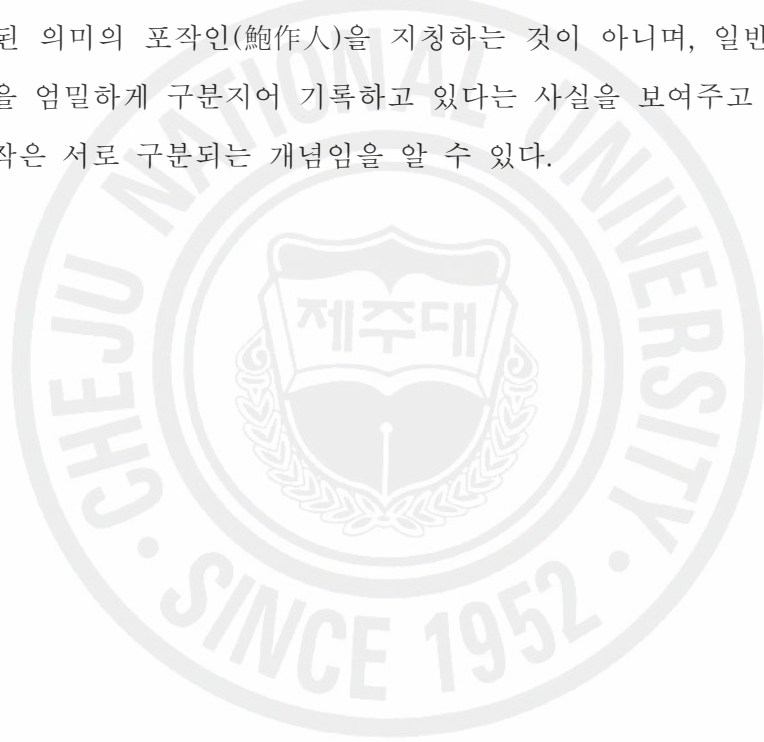 된 의미의 포작인(鮑作人)을 지칭하는 것이 아니며, 일반
을 엄밀하게 구분지어 기록하고 있다는 사실을 보여주고
작은 서로 구분되는 개념임을 알 수 있다.
CHEJU NATIONAL UNIVERSITY
제주대
· SINCE 1952 ·